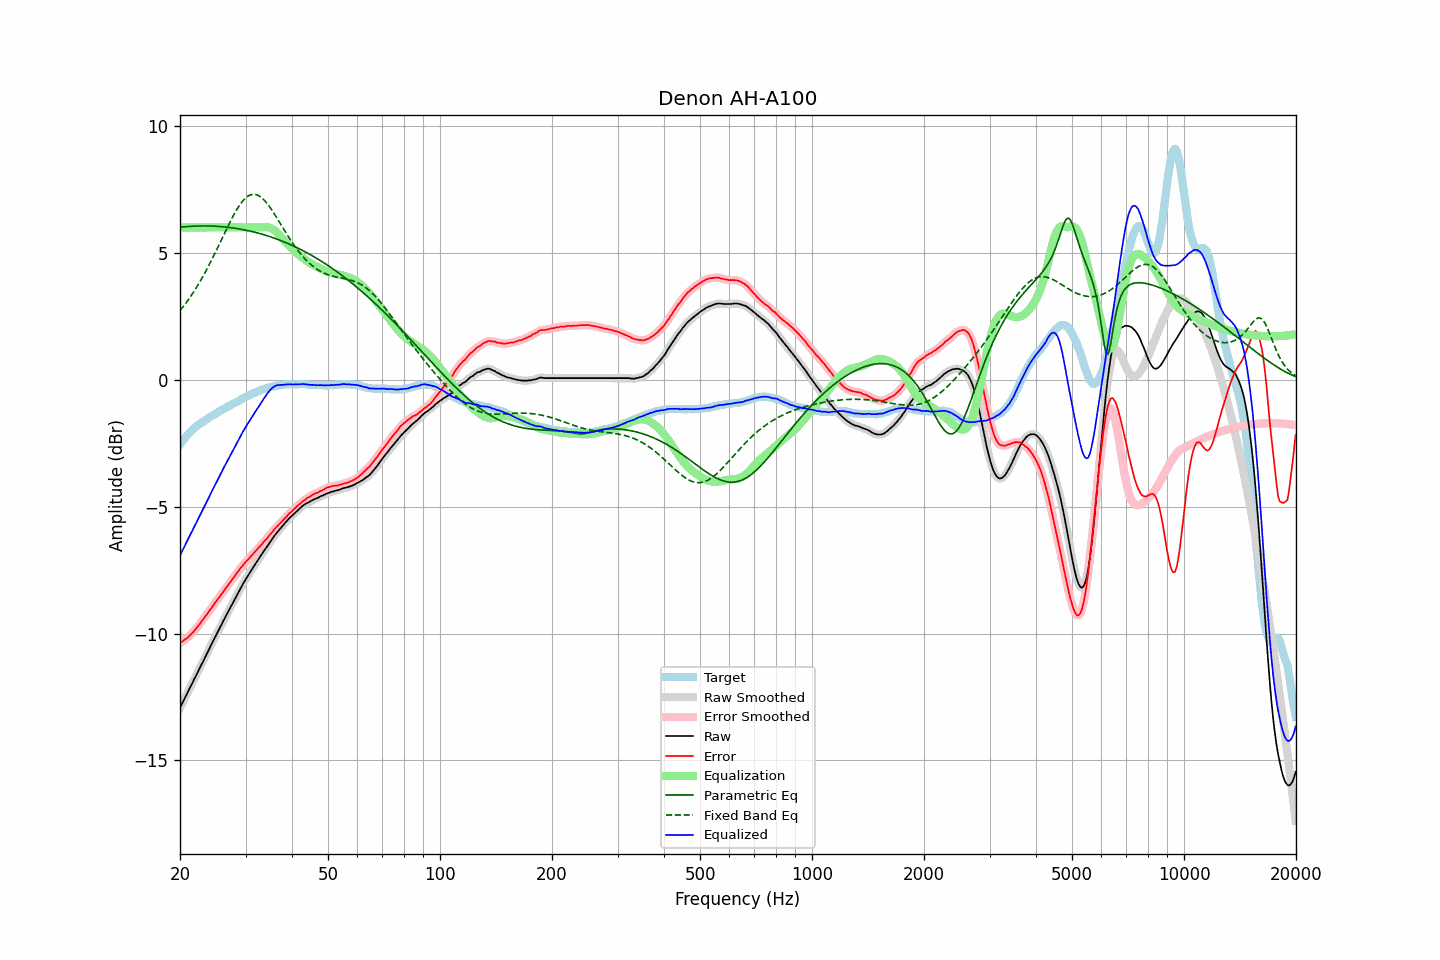 Denon AH-A100
10
5
0
−5
−10
−15
Amplitude (dBr)
Target
Raw Smoothed
Error Smoothed
Raw
Error
Equalization
Parametric Eq
Fixed Band Eq
Equalized
20 50 100 200 500 1000 2000 5000 10000 20000
Frequency (Hz)